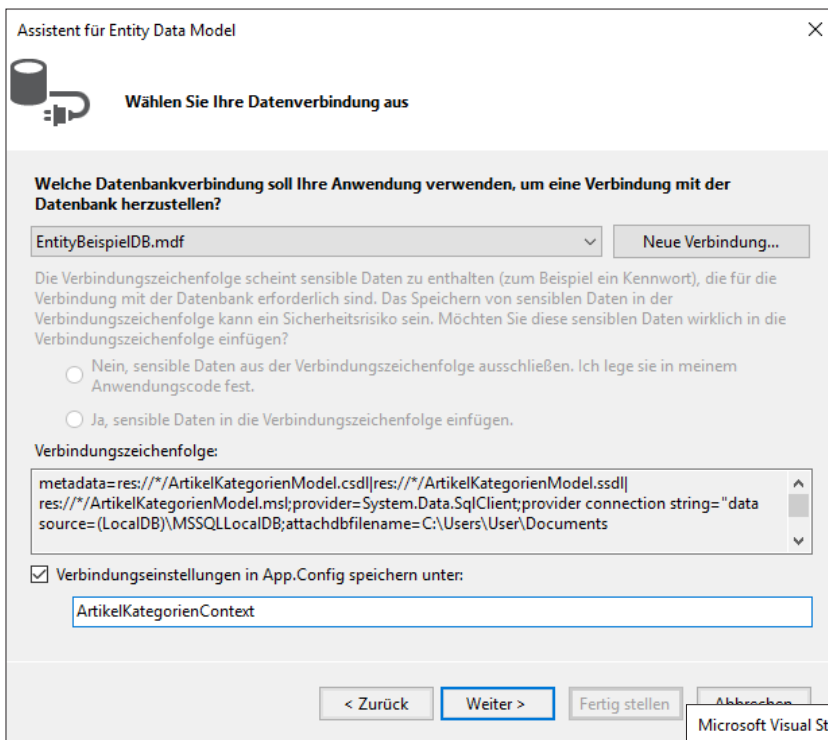 Assistent für Entity Data Model
Wählen Sie Ihre Datenverbindung aus
Welche Datenbankverbindung soll Ihre Anwendung verwenden, um eine Verbindung mit der
Datenbank herzustellen?
EntityBeispielDB.mdf
Neue Verbindung...
Die Verbindungszeichenfolge scheint sensible Daten zu enthalten (zum Beispiel ein Kennwort), die für die
Verbindung mit der Datenbank erforderlich sind. Das Speichern von sensiblen Daten in der
Verbindungszeichenfolge kann ein Sicherheitsrisiko sein. Möchten Sie diese sensiblen Daten wirklich in die
Verbindungszeichenfolge einfügen?
Nein, sensible Daten aus der Verbindungszeichenfolge ausschließen. Ich lege sie in meinem
Anwendungscode fest.
Ja, sensible Daten in die Verbindungszeichenfolge einfügen.
Verbindungszeichenfolge:
metadata=res://*/ArtikelKategorienModel.csdl|res://*/ArtikelKategorienModel.ssdl|
res://*/ArtikelKategorienModel.msl;provider=System.Data.SqlClient;provider connection string="data
source=(LocalDB)\MSSQLLocalDB;attachdbfilename=C:\Users\User\Documents
Verbindungseinstellungen in App.Config speichern unter:
ArtikelKategorienContext
< Zurück
Weiter >
Fertig stellen
Abbrechen
Microsoft Visual St